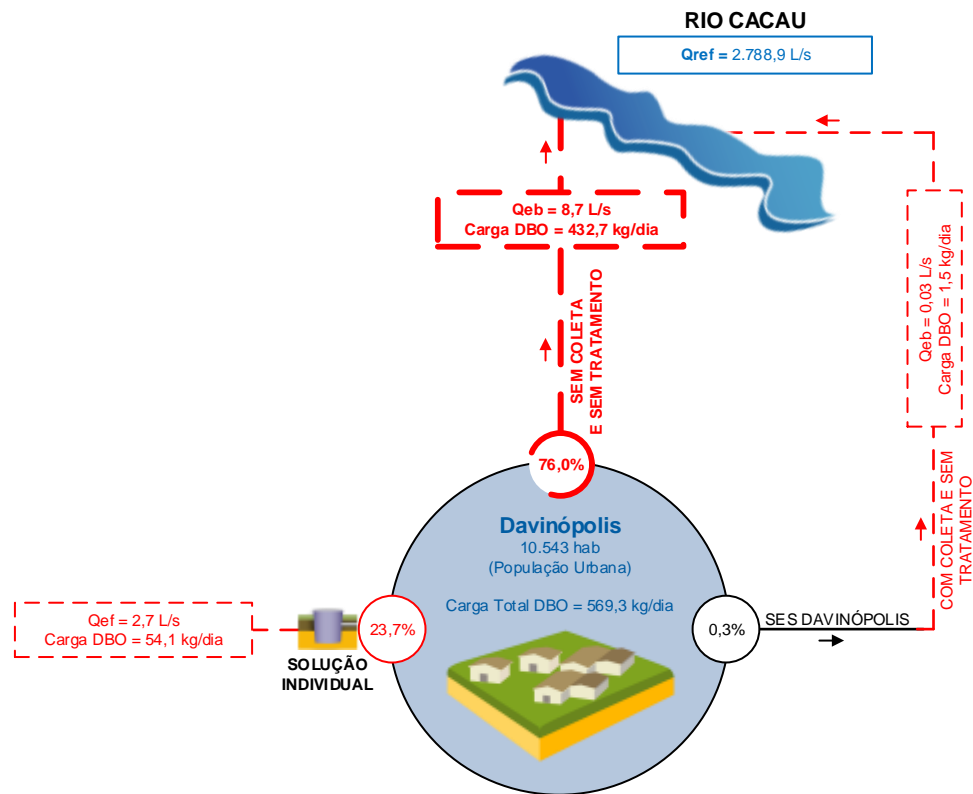 RIO CACAU
Qref = 2.788,9 L/s
Qeb = 8,7 L/s
Carga DBO = 432,7 kg/dia
Qeb = 0,03 L/s
Carga DBO = 1,5 kg/dia
SEM COLETA
E SEM TRATAMENTO
COM COLETA E SEM
TRATAMENTO
76,0%
Davinópolis
10.543 hab
(População Urbana)
Carga Total DBO = 569,3 kg/dia
Qef = 2,7 L/s
Carga DBO = 54,1 kg/dia
23,7%
0,3%
SES DAVINÓPOLIS
SOLUÇÃO
INDIVIDUAL